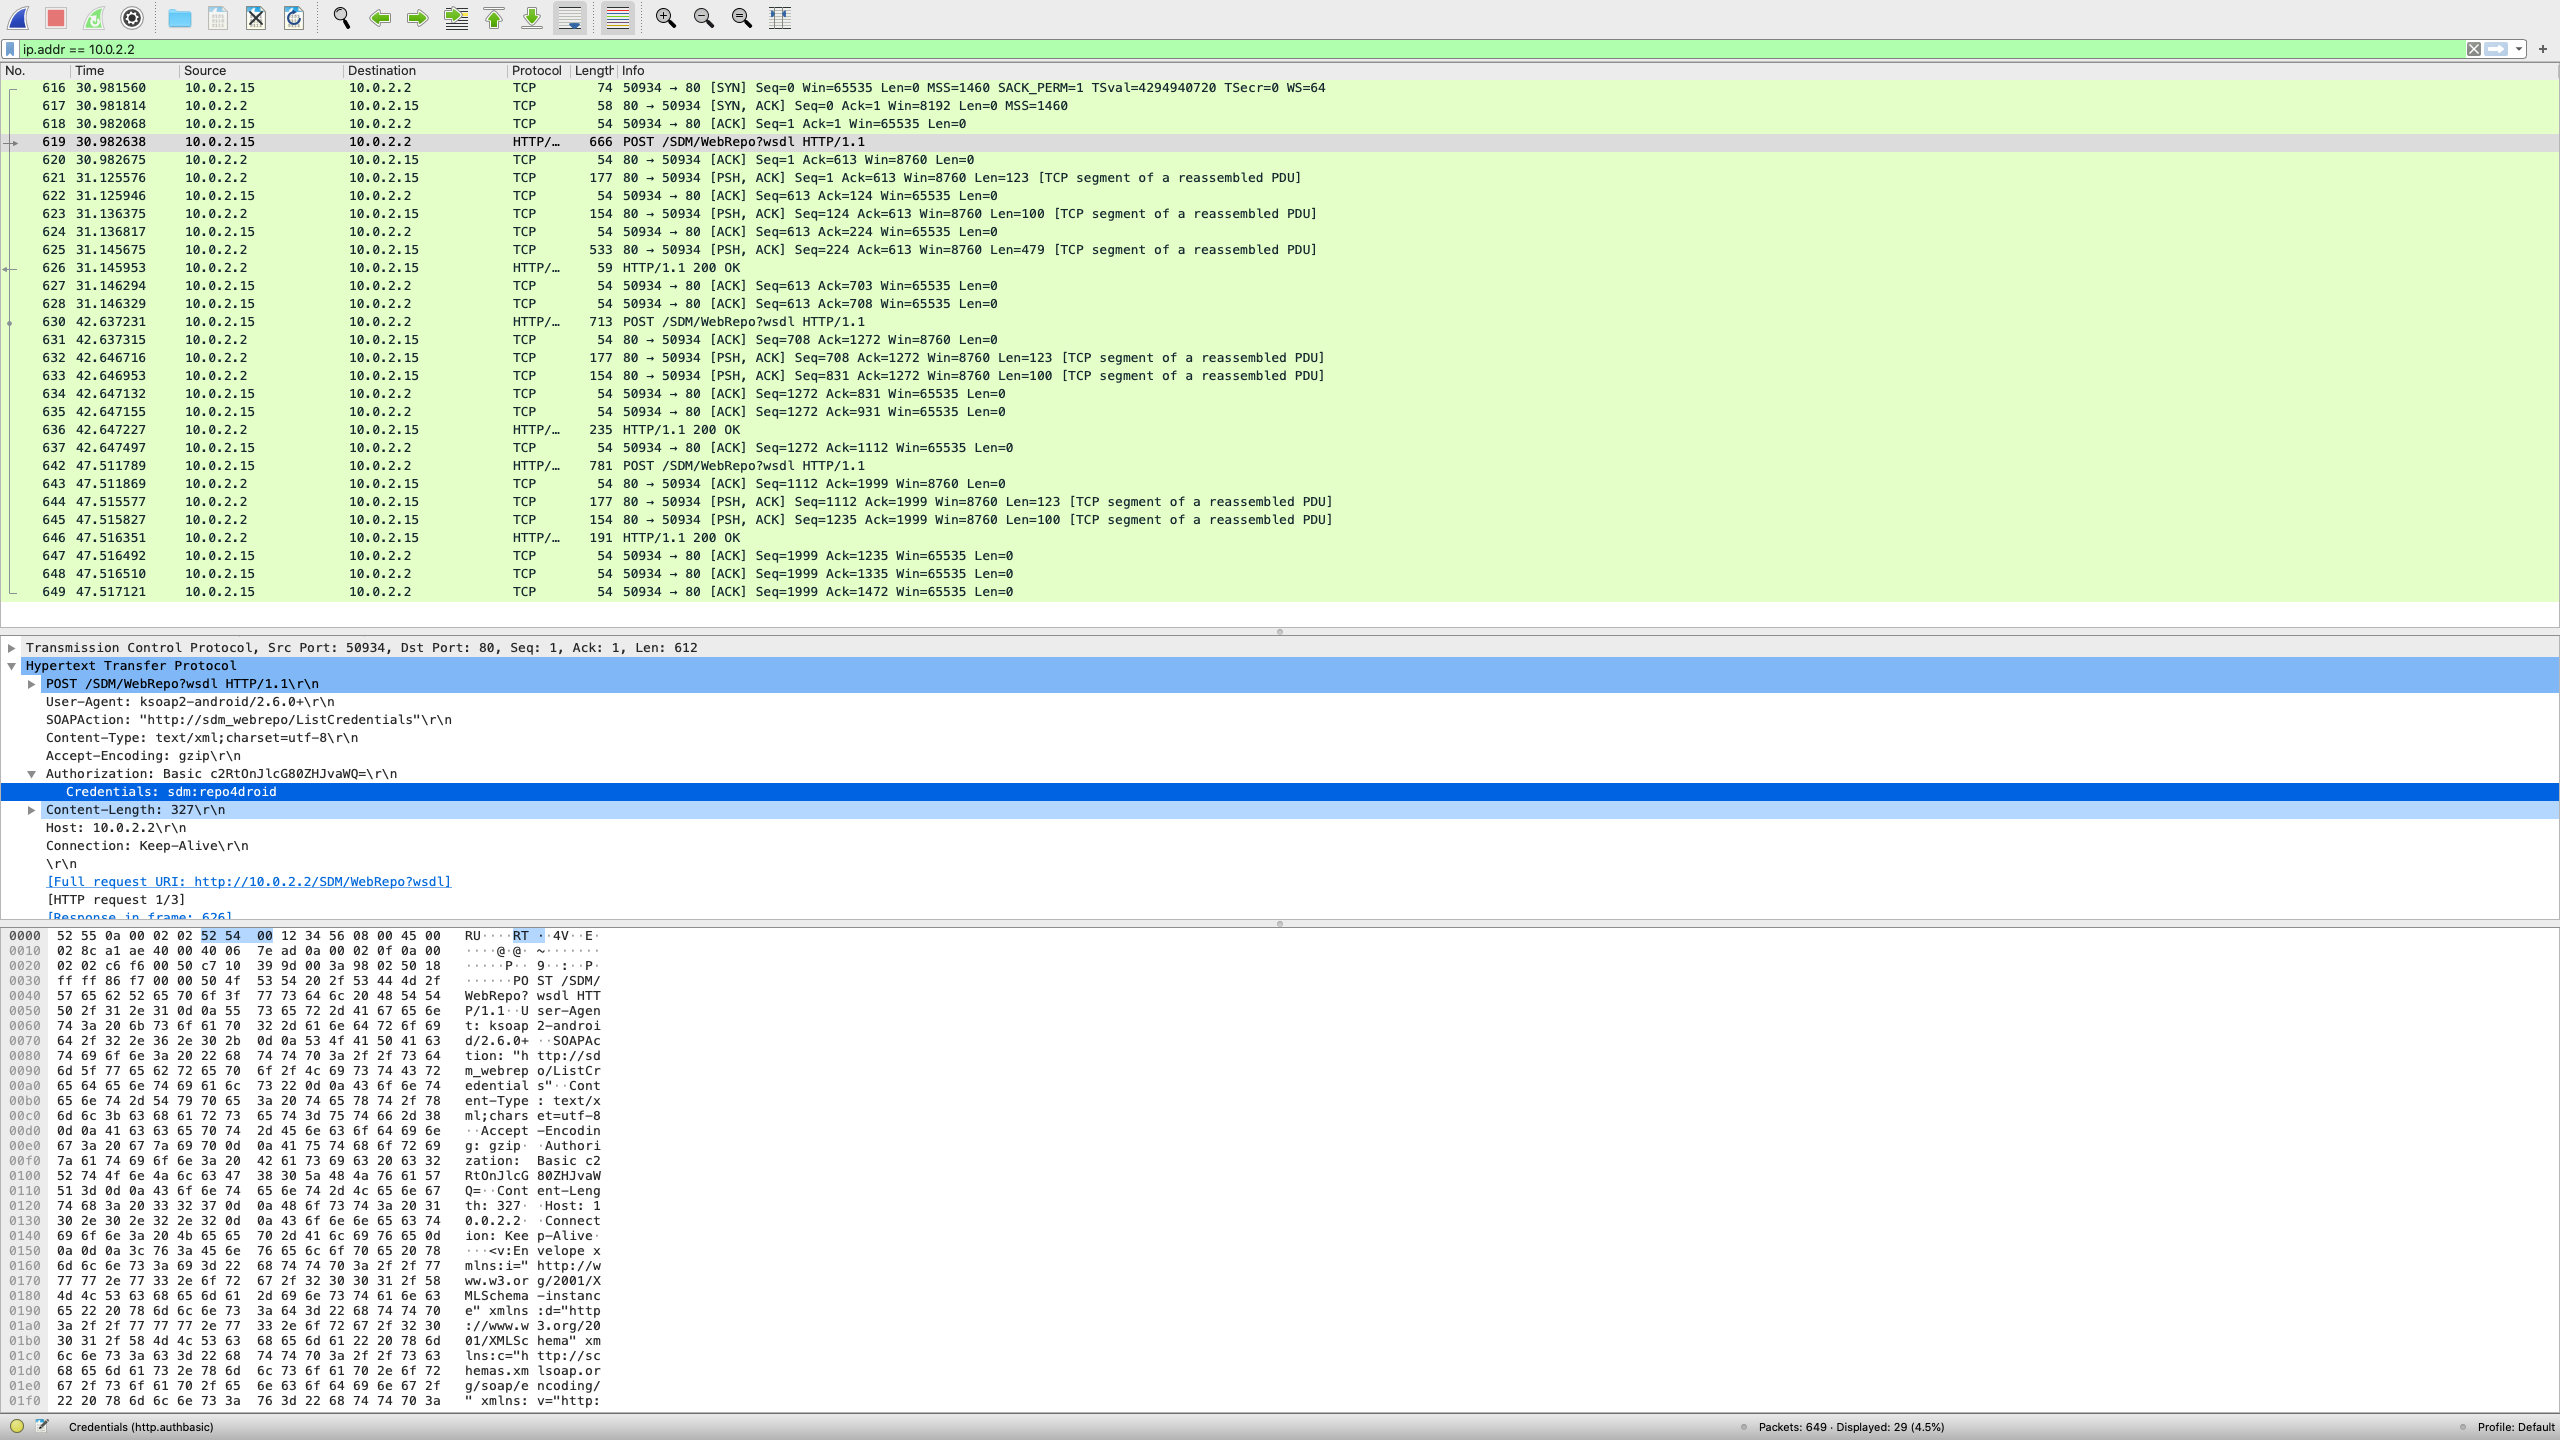 ip.addr == 10.0.2.2
No. Time Source Destination Protocol Length Info
616 30.981560 10.0.2.15 10.0.2.2 TCP 74 50934 → 80 [SYN] Seq=0 Win=65535 Len=0 MSS=1460 SACK_PERM=1 TSval=4294940720 TSecr=0 WS=64
617 30.981814 10.0.2.2 10.0.2.15 TCP 58 80 → 50934 [SYN, ACK] Seq=0 Ack=1 Win=8192 Len=0 MSS=1460
618 30.982068 10.0.2.15 10.0.2.2 TCP 54 50934 → 80 [ACK] Seq=1 Ack=1 Win=65535 Len=0
619 30.982638 10.0.2.15 10.0.2.2 HTTP/… 666 POST /SDM/WebRepo?wsdl HTTP/1.1
620 30.982675 10.0.2.2 10.0.2.15 TCP 54 80 → 50934 [ACK] Seq=1 Ack=613 Win=8760 Len=0
621 31.125576 10.0.2.2 10.0.2.15 TCP 177 80 → 50934 [PSH, ACK] Seq=1 Ack=613 Win=8760 Len=123 [TCP segment of a reassembled PDU]
622 31.125946 10.0.2.15 10.0.2.2 TCP 54 50934 → 80 [ACK] Seq=613 Ack=124 Win=65535 Len=0
623 31.136375 10.0.2.2 10.0.2.15 TCP 154 80 → 50934 [PSH, ACK] Seq=124 Ack=613 Win=8760 Len=100 [TCP segment of a reassembled PDU]
624 31.136817 10.0.2.15 10.0.2.2 TCP 54 50934 → 80 [ACK] Seq=613 Ack=224 Win=65535 Len=0
625 31.145675 10.0.2.2 10.0.2.15 TCP 533 80 → 50934 [PSH, ACK] Seq=224 Ack=613 Win=8760 Len=479 [TCP segment of a reassembled PDU]
626 31.145953 10.0.2.2 10.0.2.15 HTTP/… 59 HTTP/1.1 200 OK
627 31.146294 10.0.2.15 10.0.2.2 TCP 54 50934 → 80 [ACK] Seq=613 Ack=703 Win=65535 Len=0
628 31.146329 10.0.2.15 10.0.2.2 TCP 54 50934 → 80 [ACK] Seq=613 Ack=708 Win=65535 Len=0
630 42.637231 10.0.2.15 10.0.2.2 HTTP/… 713 POST /SDM/WebRepo?wsdl HTTP/1.1
631 42.637315 10.0.2.2 10.0.2.15 TCP 54 80 → 50934 [ACK] Seq=708 Ack=1272 Win=8760 Len=0
632 42.646716 10.0.2.2 10.0.2.15 TCP 177 80 → 50934 [PSH, ACK] Seq=708 Ack=1272 Win=8760 Len=123 [TCP segment of a reassembled PDU]
633 42.646953 10.0.2.2 10.0.2.15 TCP 154 80 → 50934 [PSH, ACK] Seq=831 Ack=1272 Win=8760 Len=100 [TCP segment of a reassembled PDU]
634 42.647132 10.0.2.15 10.0.2.2 TCP 54 50934 → 80 [ACK] Seq=1272 Ack=831 Win=65535 Len=0
635 42.647155 10.0.2.15 10.0.2.2 TCP 54 50934 → 80 [ACK] Seq=1272 Ack=931 Win=65535 Len=0
636 42.647227 10.0.2.2 10.0.2.15 HTTP/… 235 HTTP/1.1 200 OK
637 42.647497 10.0.2.15 10.0.2.2 TCP 54 50934 → 80 [ACK] Seq=1272 Ack=1112 Win=65535 Len=0
642 47.511789 10.0.2.15 10.0.2.2 HTTP/… 781 POST /SDM/WebRepo?wsdl HTTP/1.1
643 47.511869 10.0.2.2 10.0.2.15 TCP 54 80 → 50934 [ACK] Seq=1112 Ack=1999 Win=8760 Len=0
644 47.515577 10.0.2.2 10.0.2.15 TCP 177 80 → 50934 [PSH, ACK] Seq=1112 Ack=1999 Win=8760 Len=123 [TCP segment of a reassembled PDU]
645 47.515827 10.0.2.2 10.0.2.15 TCP 154 80 → 50934 [PSH, ACK] Seq=1235 Ack=1999 Win=8760 Len=100 [TCP segment of a reassembled PDU]
646 47.516351 10.0.2.2 10.0.2.15 HTTP/… 191 HTTP/1.1 200 OK
647 47.516492 10.0.2.15 10.0.2.2 TCP 54 50934 → 80 [ACK] Seq=1999 Ack=1235 Win=65535 Len=0
648 47.516510 10.0.2.15 10.0.2.2 TCP 54 50934 → 80 [ACK] Seq=1999 Ack=1335 Win=65535 Len=0
649 47.517121 10.0.2.15 10.0.2.2 TCP 54 50934 → 80 [ACK] Seq=1999 Ack=1472 Win=65535 Len=0
Transmission Control Protocol, Src Port: 50934, Dst Port: 80, Seq: 1, Ack: 1, Len: 612
Hypertext Transfer Protocol
POST /SDM/WebRepo?wsdl HTTP/1.1\r\n
User-Agent: ksoap2-android/2.6.0+\r\n
SOAPAction: "http://sdm_webrepo/ListCredentials"\r\n
Content-Type: text/xml;charset=utf-8\r\n
Accept-Encoding: gzip\r\n
Authorization: Basic c2RtOnJlcG80ZHJvaWQ=\r\n
Credentials: sdm:repo4droid
Content-Length: 327\r\n
Host: 10.0.2.2\r\n
Connection: Keep-Alive\r\n
\r\n
[Full request URI: http://10.0.2.2/SDM/WebRepo?wsdl]
[HTTP request 1/3]
[Response in frame: 626]
0000 52 55 0a 00 02 02 52 54 00 12 34 56 08 00 45 00 RU····RT ··4V··E·
0010 02 8c a1 ae 40 00 40 06 7e ad 0a 00 02 0f 0a 00 ····@·@· ~·······
0020 02 02 c6 f6 00 50 c7 10 39 9d 00 3a 98 02 50 18 ·····P·· 9··:··P·
0030 ff ff 86 f7 00 00 50 4f 53 54 20 2f 53 44 4d 2f ······PO ST /SDM/
0040 57 65 62 52 65 70 6f 3f 77 73 64 6c 20 48 54 54 WebRepo? wsdl HTT
0050 50 2f 31 2e 31 0d 0a 55 73 65 72 2d 41 67 65 6e P/1.1··U ser-Agen
0060 74 3a 20 6b 73 6f 61 70 32 2d 61 6e 64 72 6f 69 t: ksoap 2-androi
0070 64 2f 32 2e 36 2e 30 2b 0d 0a 53 4f 41 50 41 63 d/2.6.0+ ··SOAPAc
0080 74 69 6f 6e 3a 20 22 68 74 74 70 3a 2f 2f 73 64 tion: "h ttp://sd
0090 6d 5f 77 65 62 72 65 70 6f 2f 4c 69 73 74 43 72 m_webrep o/ListCr
00a0 65 64 65 6e 74 69 61 6c 73 22 0d 0a 43 6f 6e 74 edential s"··Cont
00b0 65 6e 74 2d 54 79 70 65 3a 20 74 65 78 74 2f 78 ent-Type : text/x
00c0 6d 6c 3b 63 68 61 72 73 65 74 3d 75 74 66 2d 38 ml;chars et=utf-8
00d0 0d 0a 41 63 63 65 70 74 2d 45 6e 63 6f 64 69 6e ··Accept -Encodin
00e0 67 3a 20 67 7a 69 70 0d 0a 41 75 74 68 6f 72 69 g: gzip· ·Authori
00f0 7a 61 74 69 6f 6e 3a 20 42 61 73 69 63 20 63 32 zation:  Basic c2
0100 52 74 4f 6e 4a 6c 63 47 38 30 5a 48 4a 76 61 57 RtOnJlcG 80ZHJvaW
0110 51 3d 0d 0a 43 6f 6e 74 65 6e 74 2d 4c 65 6e 67 Q=··Cont ent-Leng
0120 74 68 3a 20 33 32 37 0d 0a 48 6f 73 74 3a 20 31 th: 327· ·Host: 1
0130 30 2e 30 2e 32 2e 32 0d 0a 43 6f 6e 6e 65 63 74 0.0.2.2· ·Connect
0140 69 6f 6e 3a 20 4b 65 65 70 2d 41 6c 69 76 65 0d ion: Kee p-Alive·
0150 0a 0d 0a 3c 76 3a 45 6e 76 65 6c 6f 70 65 20 78 ···<v:En velope x
0160 6d 6c 6e 73 3a 69 3d 22 68 74 74 70 3a 2f 2f 77 mlns:i=" http://w
0170 77 77 2e 77 33 2e 6f 72 67 2f 32 30 30 31 2f 58 ww.w3.or g/2001/X
0180 4d 4c 53 63 68 65 6d 61 2d 69 6e 73 74 61 6e 63 MLSchema -instanc
0190 65 22 20 78 6d 6c 6e 73 3a 64 3d 22 68 74 74 70 e" xmlns :d="http
01a0 3a 2f 2f 77 77 77 2e 77 33 2e 6f 72 67 2f 32 30 ://www.w 3.org/20
01b0 30 31 2f 58 4d 4c 53 63 68 65 6d 61 22 20 78 6d 01/XMLSc hema" xm
01c0 6c 6e 73 3a 63 3d 22 68 74 74 70 3a 2f 2f 73 63 lns:c="h ttp://sc
01d0 68 65 6d 61 73 2e 78 6d 6c 73 6f 61 70 2e 6f 72 hemas.xm lsoap.or
01e0 67 2f 73 6f 61 70 2f 65 6e 63 6f 64 69 6e 67 2f g/soap/e ncoding/
01f0 22 20 78 6d 6c 6e 73 3a 76 3d 22 68 74 74 70 3a " xmlns: v="http:
Credentials (http.authbasic) Packets: 649 · Displayed: 29 (4.5%) Profile: Default